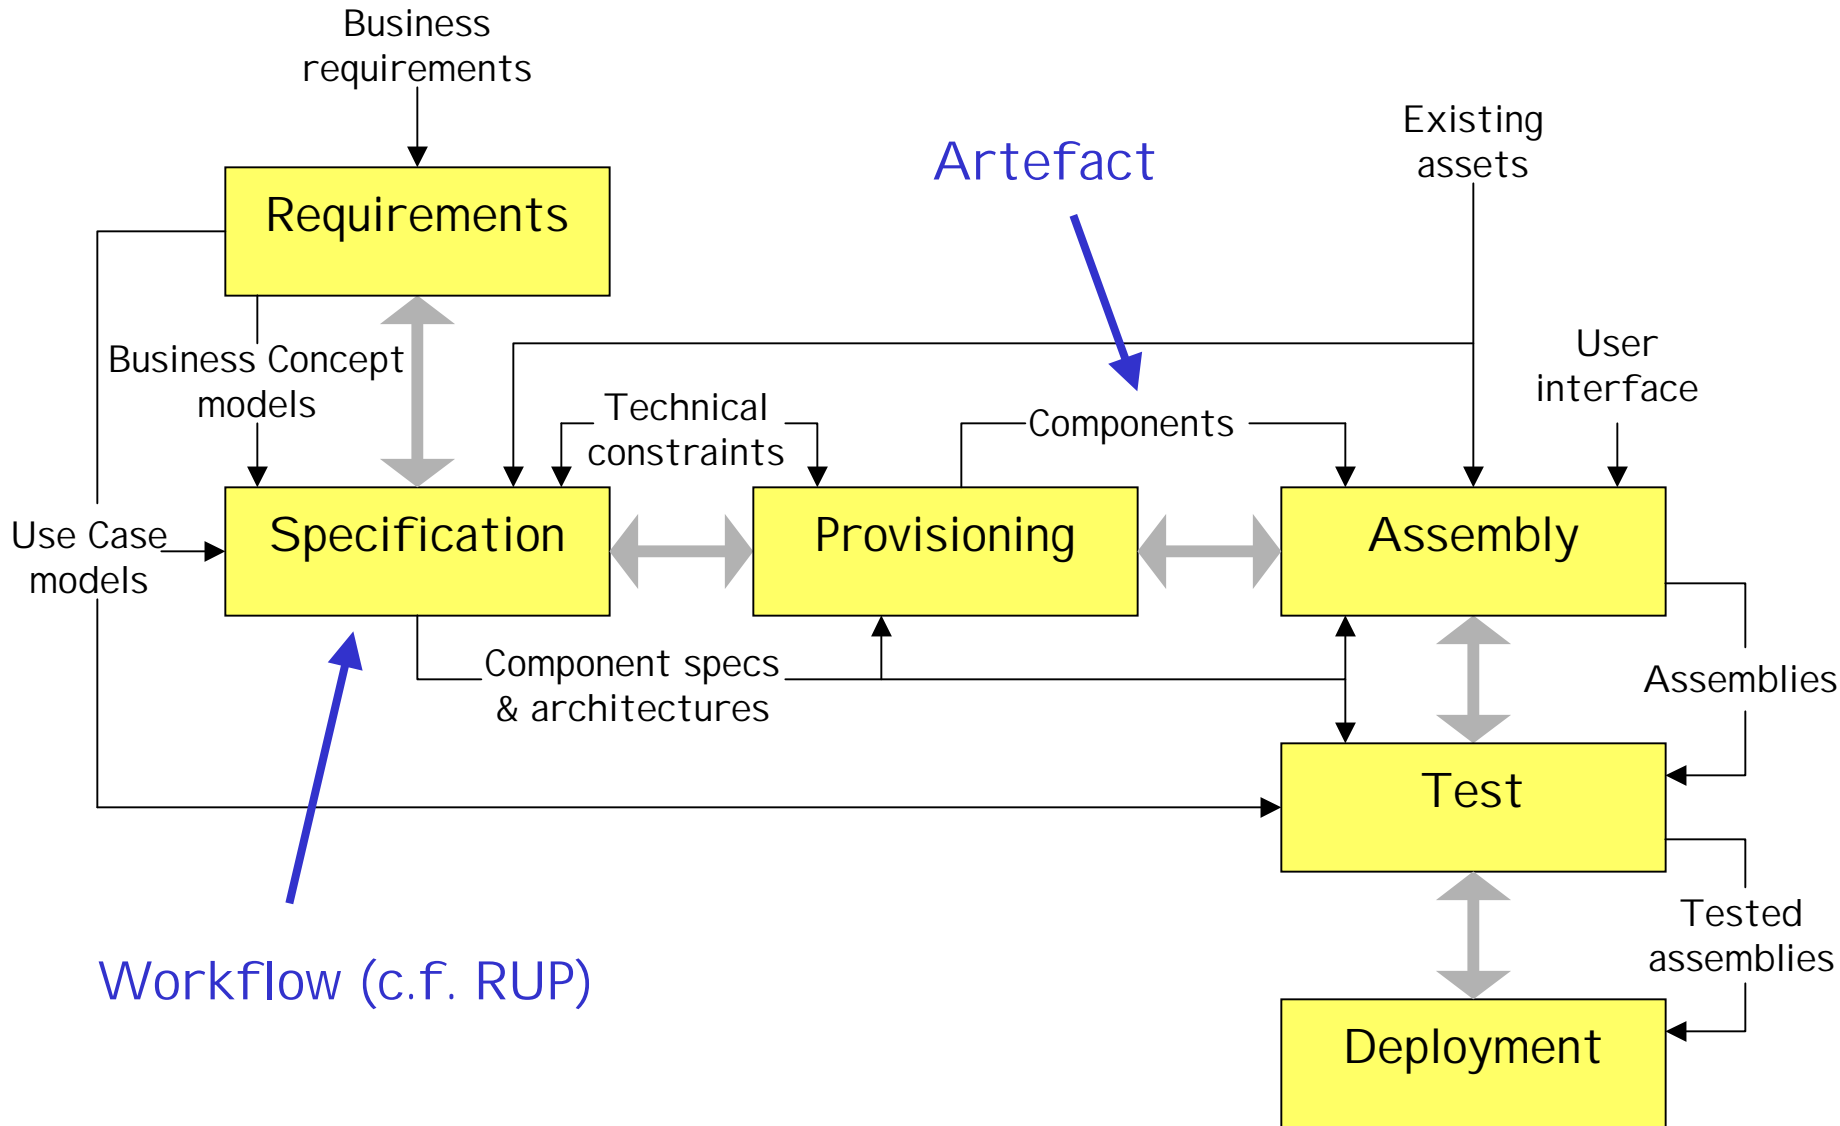 Business
requirements
Existing
assets
Artefact
Requirements
User
interface
Business Concept
models
Technical
constraints
Components
Use Case
models
Specification
Provisioning
Assembly
Component specs
& architectures
Assemblies
Test
Tested
assemblies
Workflow (c.f. RUP)
Deployment